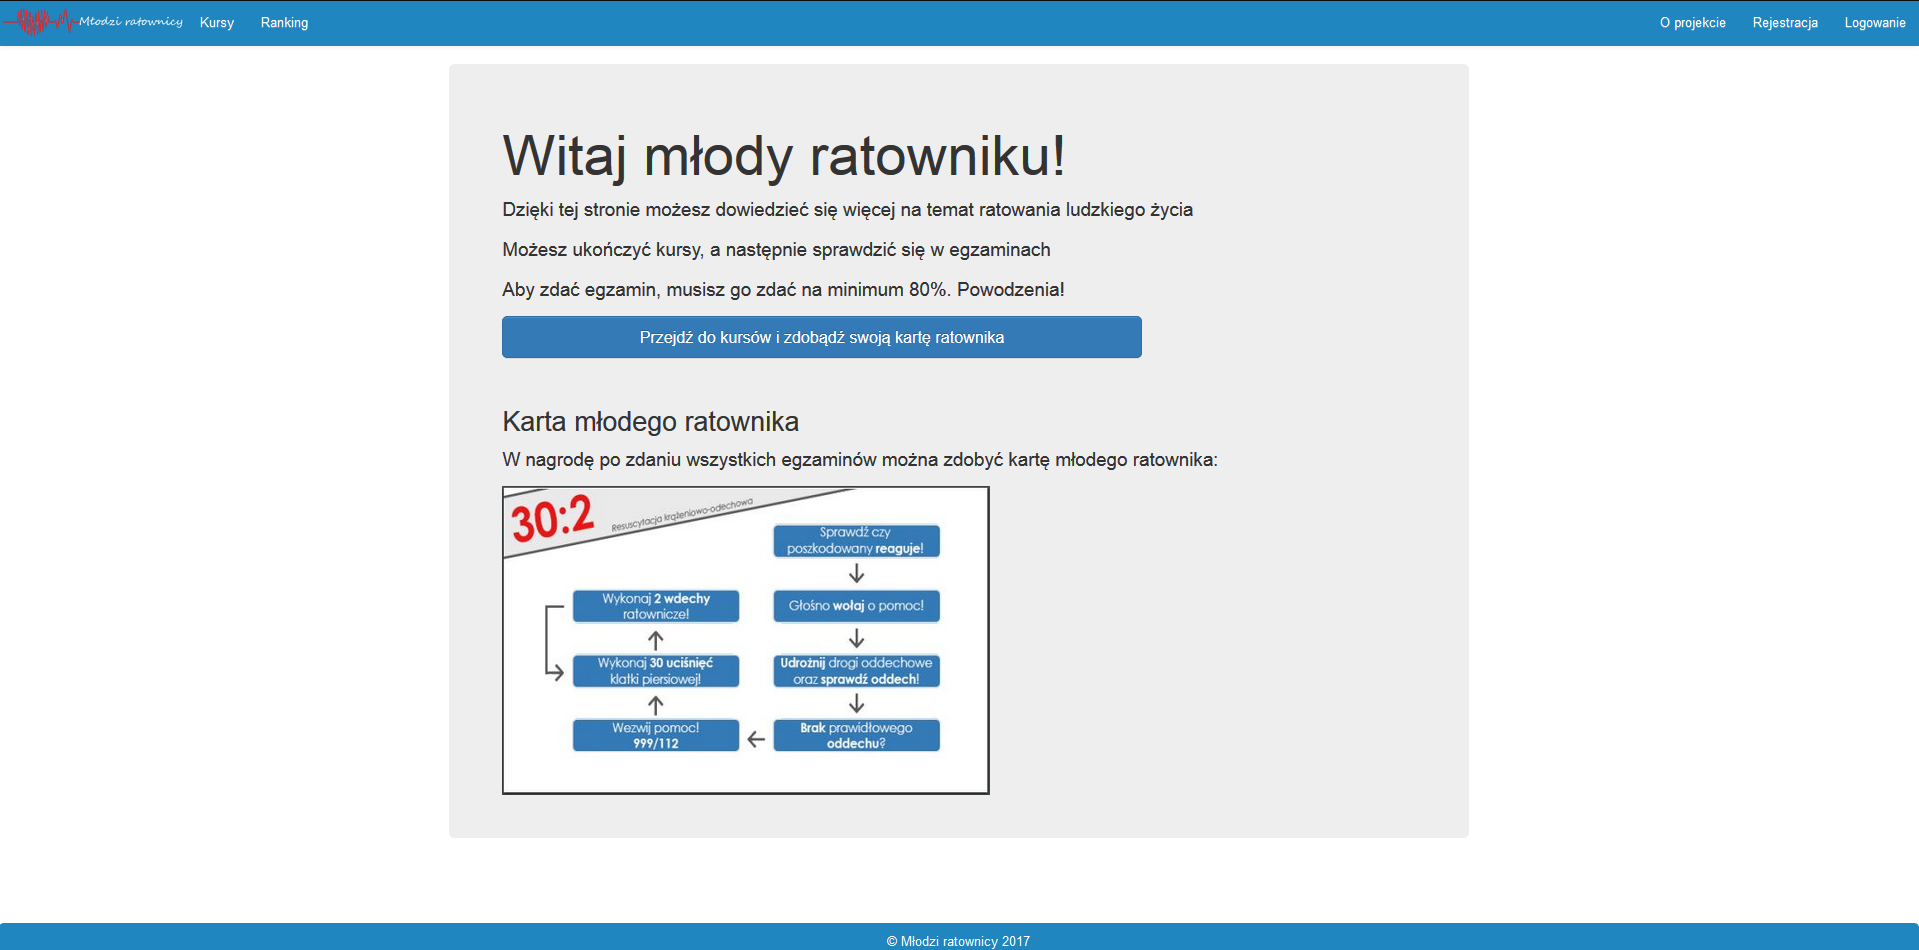 Młodzi ratownicy
Kursy
Ranking
O projekcie
Rejestracja
Logowanie
Witaj młody ratowniku!
Dzięki tej stronie możesz dowiedzieć się więcej na temat ratowania ludzkiego życia
Możesz ukończyć kursy, a następnie sprawdzić się w egzaminach
Aby zdać egzamin, musisz go zdać na minimum 80%. Powodzenia!
Przejdź do kursów i zdobądź swoją kartę ratownika
Karta młodego ratownika
W nagrodę po zdaniu wszystkich egzaminów można zdobyć kartę młodego ratownika:
30:2
Resuscytacja krążeniowo-odechowa
Sprawdź czy
poszkodowany reaguje!
Głośno wołaj o pomoc!
Udrożnij drogi oddechowe
oraz sprawdź oddech!
Brak prawidłowego
oddechu?
Wezwij pomoc!
999/112
Wykonaj 30 uciśnięć
klatki piersiowej!
Wykonaj 2 wdechy
ratownicze!
© Młodzi ratownicy 2017